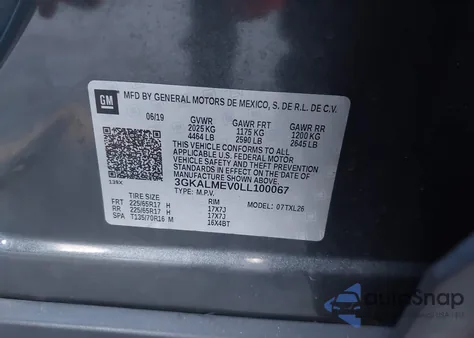 GM
MFD BY GENERAL MOTORS DE MEXICO, S. DE R.L. DE C.V.
06/19 GVWR GAWR FRT GAWR RR
2025 KG 1175 KG 1200 KG
4464 LB 2590 LB 2645 LB
THIS VEHICLE CONFORMS TO ALL
APPLICABLE U.S. FEDERAL MOTOR
VEHICLE SAFETY, BUMPER, AND
THEFT PREVENTION STANDARDS IN
EFFECT ON THE DATE OF
MANUFACTURE SHOWN ABOVE.
3GKALMEV0LL100067
TYPE: M.P.V. MODEL: 07TXL26
TIRE SIZE RIM
FRT 225/65R17 H 17X7J
RR 225/65R17 H 17X7J
SPA T135/70R16 M 16X4BT
AutoSnap